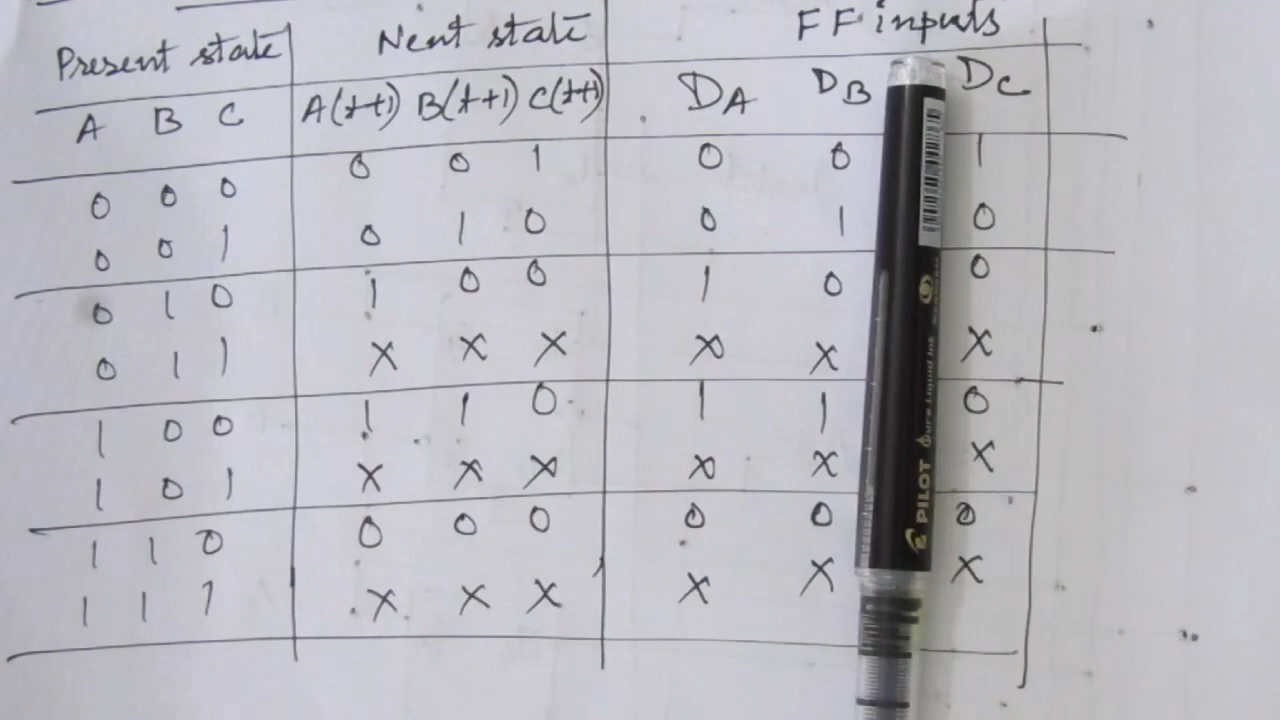 Present state Next state FF inputs
A B C A(t+1) B(t+1) C(t+1) DA DB DC
0 0 0 0 0 1 0 0 1
0 0 1 0 1 0 0 1 0
0 1 0 1 0 0 1 0 0
0 1 1 X X X X X X
1 0 0 1 1 0 1 1 0
1 0 1 X X X X X X
1 1 0 0 0 0 0 0 0
1 1 1 X X X X X X
PILOT Pure Liquid Ink